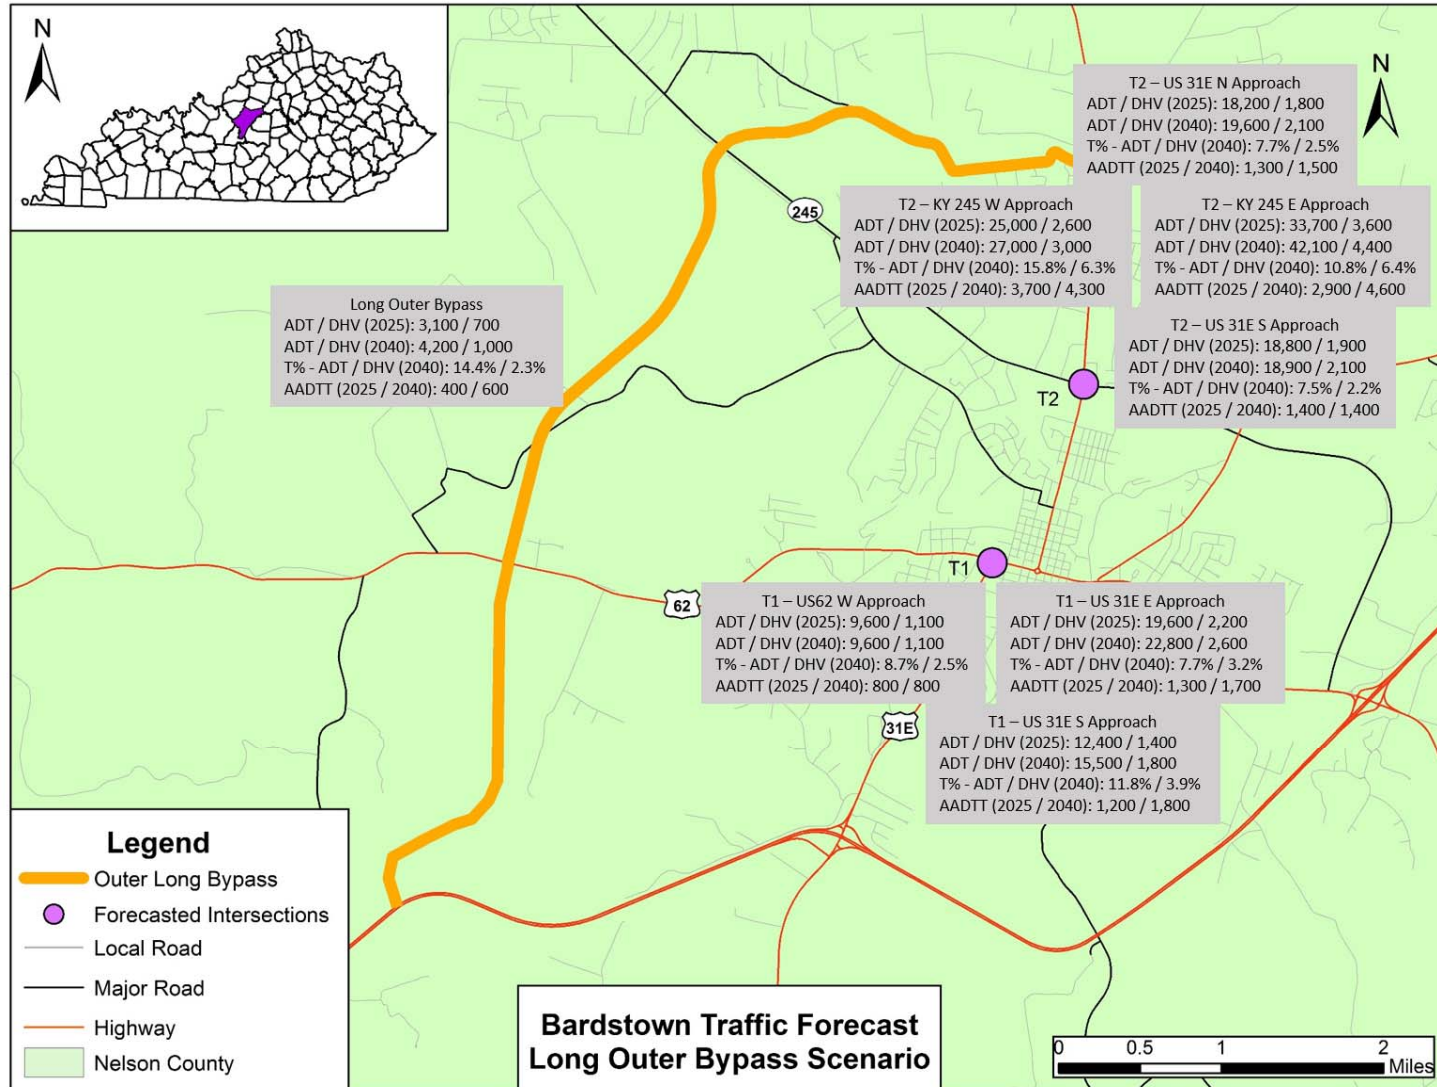 N
N
T2 – US 31E N Approach
ADT / DHV (2025): 18,200 / 1,800
ADT / DHV (2040): 19,600 / 2,100
T% - ADT / DHV (2040): 7.7% / 2.5%
AADTT (2025 / 2040): 1,300 / 1,500
245
T2 – KY 245 W Approach
ADT / DHV (2025): 25,000 / 2,600
ADT / DHV (2040): 27,000 / 3,000
T% - ADT / DHV (2040): 15.8% / 6.3%
AADTT (2025 / 2040): 3,700 / 4,300
T2 – KY 245 E Approach
ADT / DHV (2025): 33,700 / 3,600
ADT / DHV (2040): 42,100 / 4,400
T% - ADT / DHV (2040): 10.8% / 6.4%
AADTT (2025 / 2040): 2,900 / 4,600
Long Outer Bypass
ADT / DHV (2025): 3,100 / 700
ADT / DHV (2040): 4,200 / 1,000
T% - ADT / DHV (2040): 14.4% / 2.3%
AADTT (2025 / 2040): 400 / 600
T2 – US 31E S Approach
ADT / DHV (2025): 18,800 / 1,900
ADT / DHV (2040): 18,900 / 2,100
T% - ADT / DHV (2040): 7.5% / 2.2%
AADTT (2025 / 2040): 1,400 / 1,400
T2
T1
62
T1 – US62 W Approach
ADT / DHV (2025): 9,600 / 1,100
ADT / DHV (2040): 9,600 / 1,100
T% - ADT / DHV (2040): 8.7% / 2.5%
AADTT (2025 / 2040): 800 / 800
T1 – US 31E E Approach
ADT / DHV (2025): 19,600 / 2,200
ADT / DHV (2040): 22,800 / 2,600
T% - ADT / DHV (2040): 7.7% / 3.2%
AADTT (2025 / 2040): 1,300 / 1,700
31E
T1 – US 31E S Approach
ADT / DHV (2025): 12,400 / 1,400
ADT / DHV (2040): 15,500 / 1,800
T% - ADT / DHV (2040): 11.8% / 3.9%
AADTT (2025 / 2040): 1,200 / 1,800
Legend
Outer Long Bypass
Forecasted Intersections
Local Road
Major Road
Highway
Nelson County
Bardstown Traffic Forecast
Long Outer Bypass Scenario
0 0.5 1 2
Miles